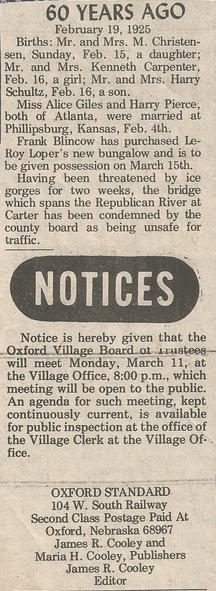 60 YEARS AGO
February 19, 1925
Births: Mr. and Mrs. M. Christen-
sen, Sunday, Feb. 15, a daughter;
Mr. and Mrs. Kenneth Carpenter,
Feb. 16, a girl; Mr. and Mrs. Harry
Schultz, Feb. 16, a son.
Miss Alice Giles and Harry Pierce,
both of Atlanta, were married at
Phillipsburg, Kansas, Feb. 4th.
Frank Blincow has purchased Le-
Roy Loper's new bungalow and is to
be given possession on March 15th.
Having been threatened by ice
gorges for two weeks, the bridge
which spans the Republican River at
Carter has been condemned by the
county board as being unsafe for
traffic.
NOTICES
Notice is hereby given that the
Oxford Village Board of Trustees
will meet Monday, March 11, at
the Village Office, 8:00 p.m., which
meeting will be open to the public.
An agenda for such meeting, kept
continuously current, is available
for public inspection at the office of
the Village Clerk at the Village Of-
fice.
OXFORD STANDARD
104 W. South Railway
Second Class Postage Paid At
Oxford, Nebraska 68967
James R. Cooley and
Maria H. Cooley, Publishers
James R. Cooley
Editor